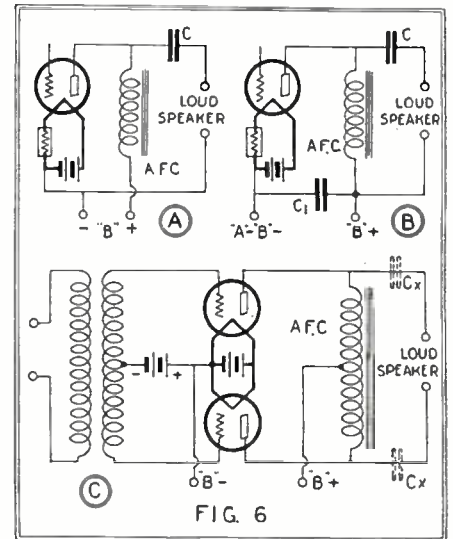 C
LOUD
SPEAKER
A.F.C
- "B" +
A
C
LOUD
SPEAKER
A.F.C
C1
"A"-"B"-
"B"+
B
Cx
A.F.C
LOUD
SPEAKER
- +
Cx
"B"-
"B"+
C
FIG. 6